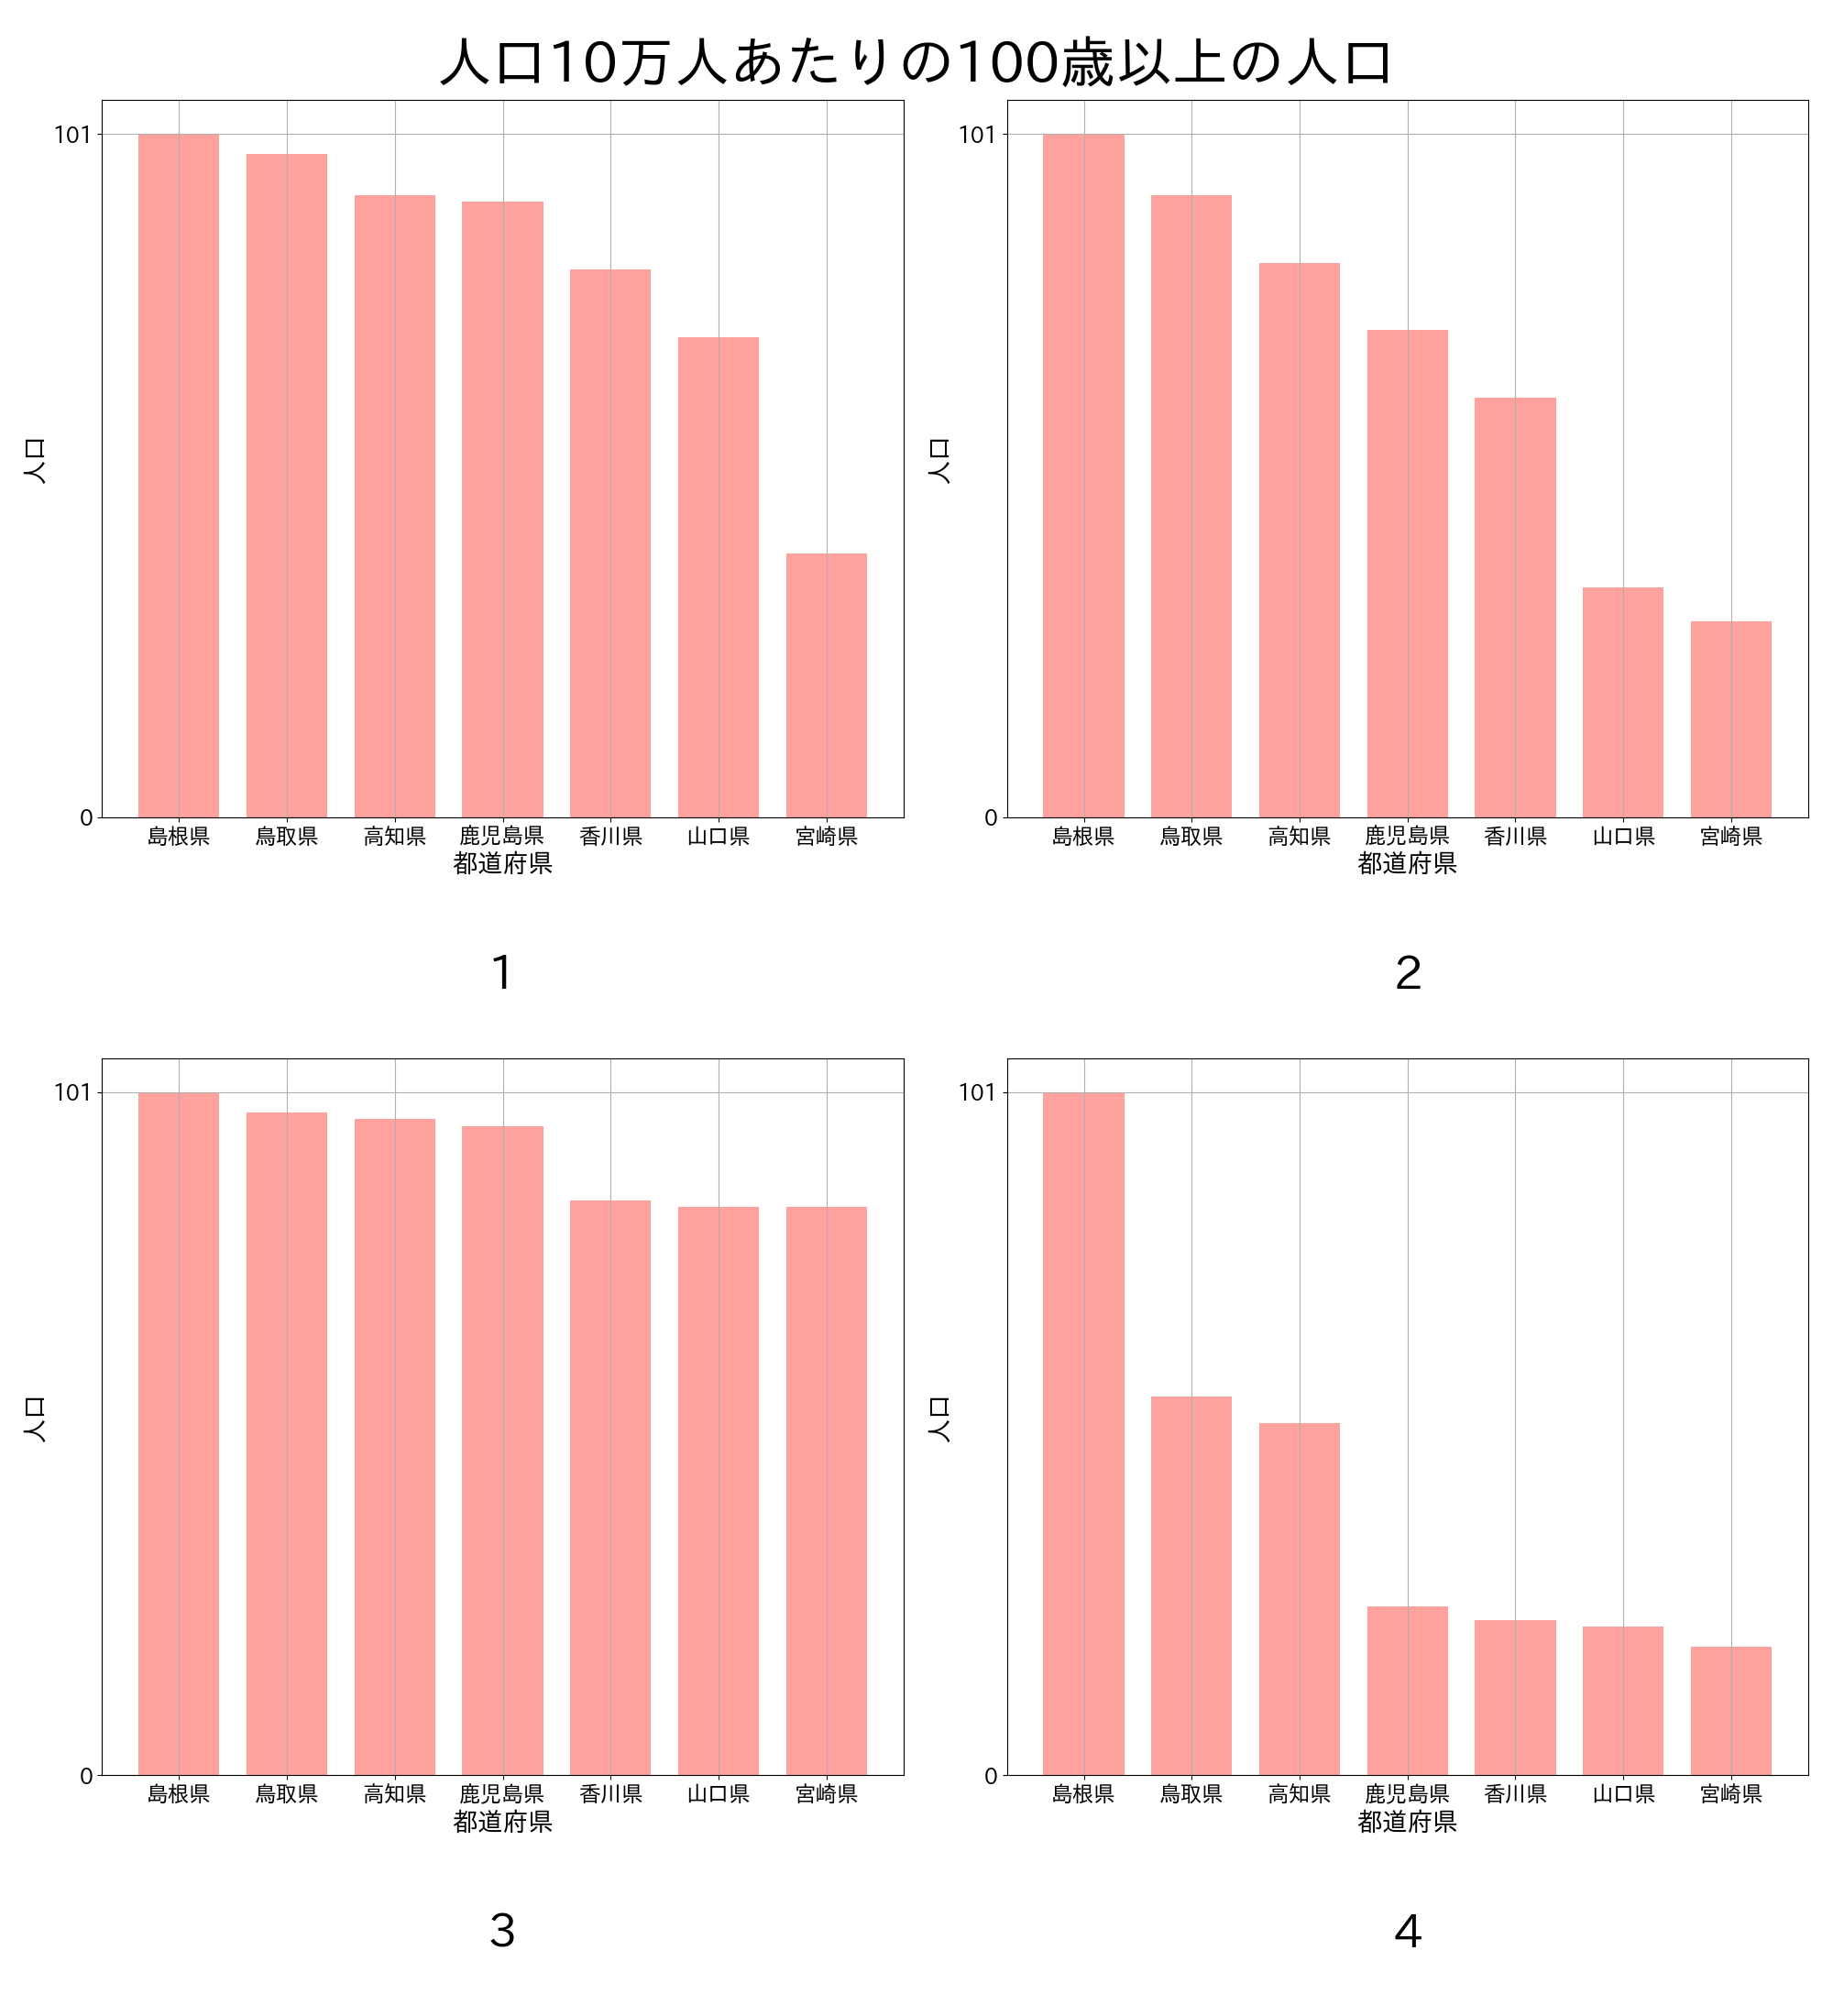 人口10万人あたりの100歳以上の人口
101
0
人口
島根県 鳥取県 高知県 鹿児島県 香川県 山口県 宮崎県
都道府県
1
101
0
人口
島根県 鳥取県 高知県 鹿児島県 香川県 山口県 宮崎県
都道府県
2
101
0
人口
島根県 鳥取県 高知県 鹿児島県 香川県 山口県 宮崎県
都道府県
3
101
0
人口
島根県 鳥取県 高知県 鹿児島県 香川県 山口県 宮崎県
都道府県
4